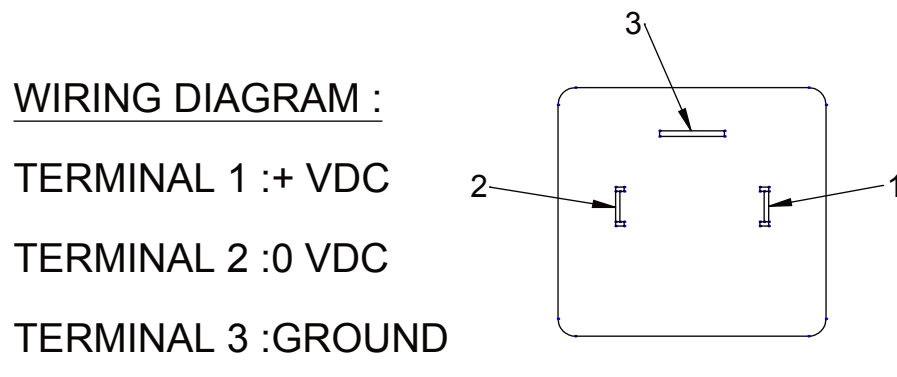 WIRING DIAGRAM :
TERMINAL 1 :+ VDC
TERMINAL 2 :0 VDC
TERMINAL 3 :GROUND
3
2
1